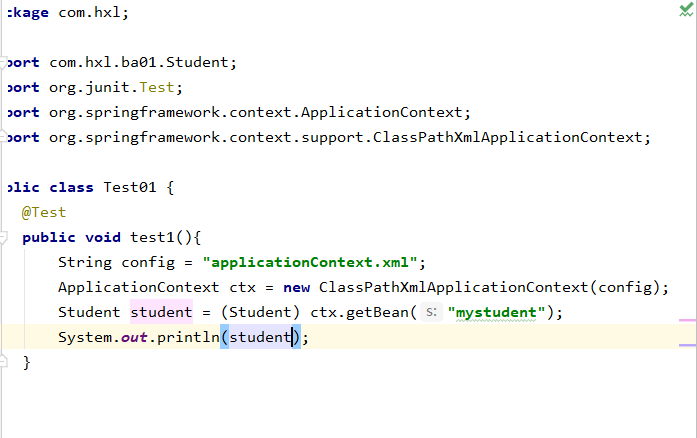 ckage com.hxl;
port com.hxl.ba01.Student;
port org.junit.Test;
port org.springframework.context.ApplicationContext;
port org.springframework.context.support.ClassPathXmlApplicationContext;
blic class Test01 {
@Test
public void test1(){
String config = "applicationContext.xml";
ApplicationContext ctx = new ClassPathXmlApplicationContext(config);
Student student = (Student) ctx.getBean( s: "mystudent");
System.out.println(student);
}